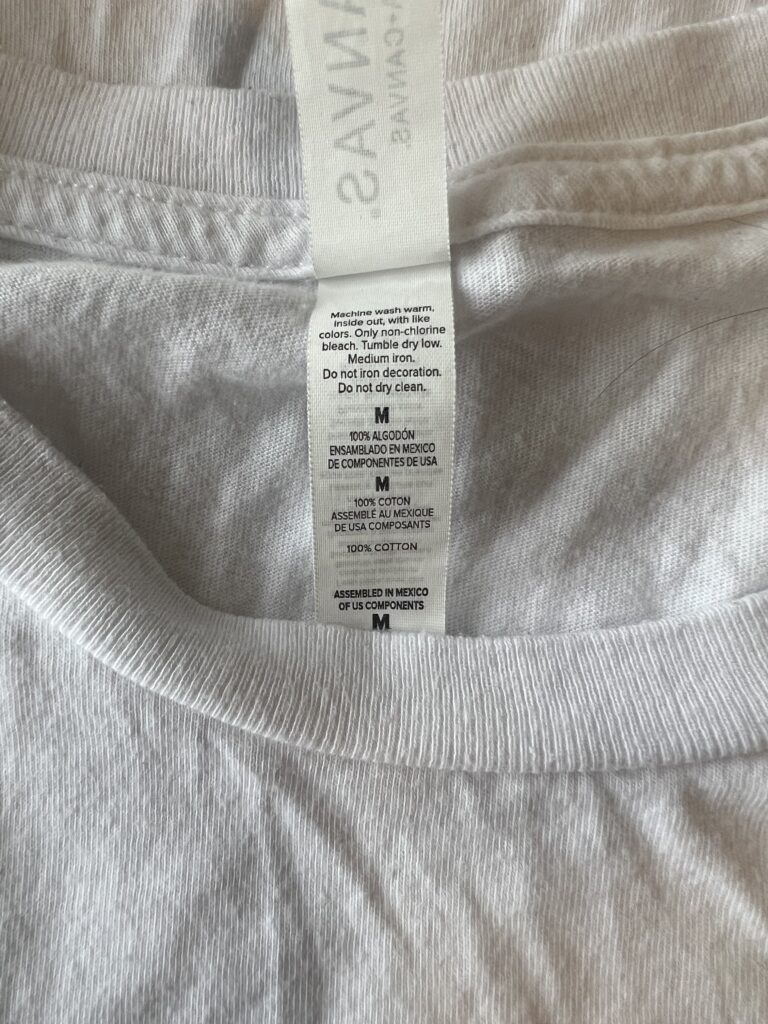 A+CANVAS.
ANVAS®
Machine wash warm,
inside out, with like
colors. Only non-chlorine
bleach. Tumble dry low.
Medium iron.
Do not iron decoration.
Do not dry clean.
M
100% ALGODÓN
ENSAMBLADO EN MEXICO
DE COMPONENTES DE USA
M
100% COTON
ASSEMBLÉ AU MEXIQUE
DE USA COMPOSANTS
100% COTTON
ASSEMBLED IN MEXICO
OF US COMPONENTS
M